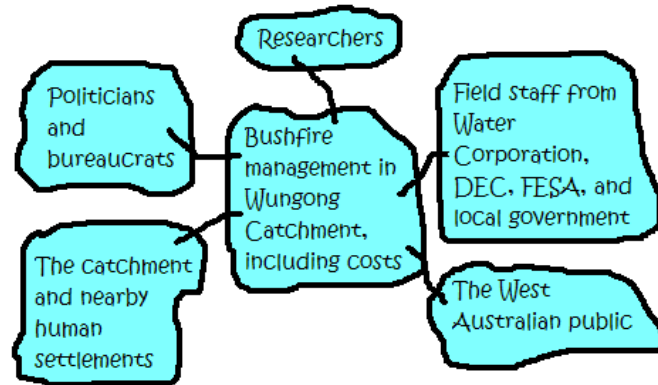 Researchers
Politicians
and
bureaucrats
Bushfire
management in
Wungong
Catchment,
including costs
Field staff from
Water
Corporation,
DEC, FESA, and
local government
The catchment
and nearby
human
settlements
The West
Australian public